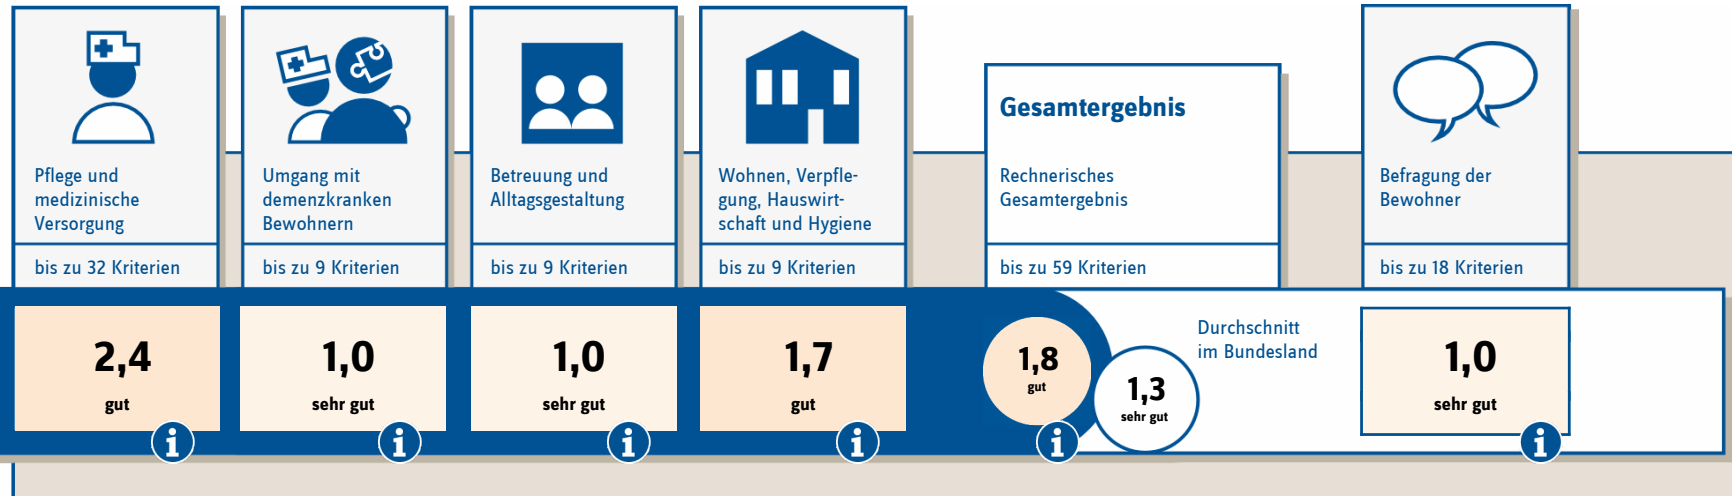 Pflege und
medizinische
Versorgung
bis zu 32 Kriterien
2,4
gut
i
Umgang mit
demenzkranken
Bewohnern
bis zu 9 Kriterien
1,0
sehr gut
i
Betreuung und
Alltagsgestaltung
bis zu 9 Kriterien
1,0
sehr gut
i
Wohnen, Verpfle-
gung, Hauswirt-
schaft und Hygiene
bis zu 9 Kriterien
1,7
gut
i
Gesamtergebnis
Rechnerisches
Gesamtergebnis
bis zu 59 Kriterien
1,8
gut
i
1,3
sehr gut
Durchschnitt
im Bundesland
Befragung der
Bewohner
bis zu 18 Kriterien
1,0
sehr gut
i